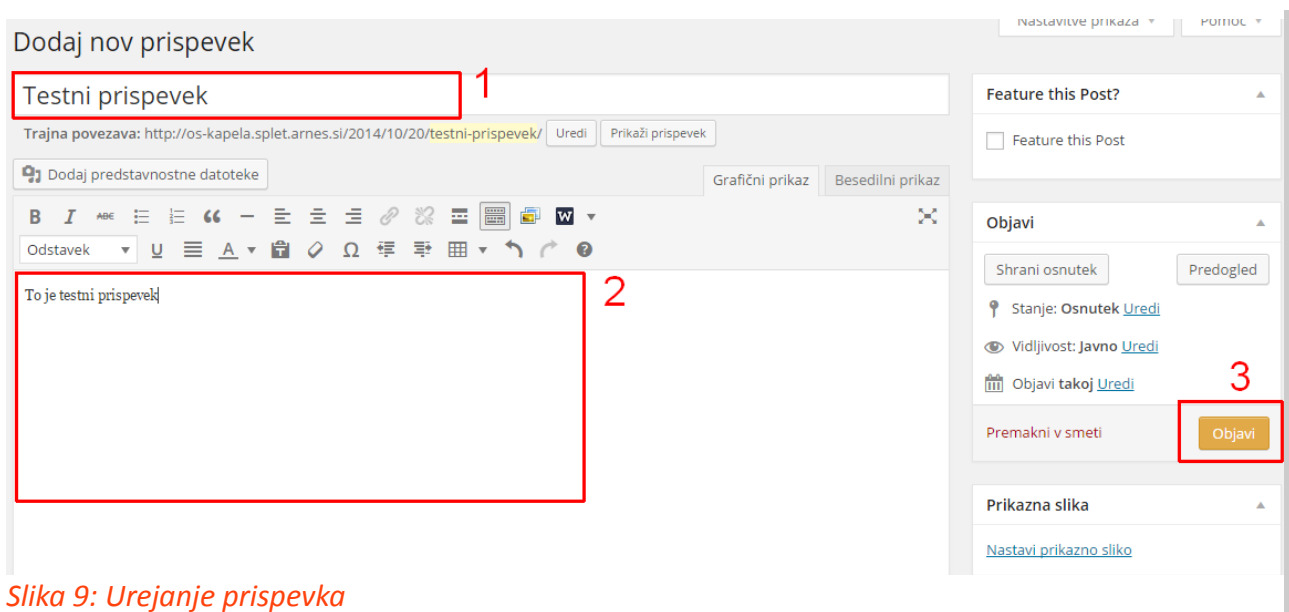 Nastavitve prikaza
Pomoč
Dodaj nov prispevek
Testni prispevek
1
Trajna povezava: http://os-kapela.splet.arnes.si/2014/10/20/testni-prispevek/ Uredi Prikaži prispevek
Dodaj predstavnostne datoteke
Grafični prikaz Besedilni prikaz
B I ABE W
Odstavek U A T Ω ?
To je testni prispevek
2
Feature this Post?
Feature this Post
Objavi
Shrani osnutek Predogled
Stanje: Osnutek Uredi
Vidljivost: Javno Uredi
Objavi takoj Uredi
3
Premakni v smeti Objavi
Prikazna slika
Nastavi prikazno sliko
Slika 9: Urejanje prispevka